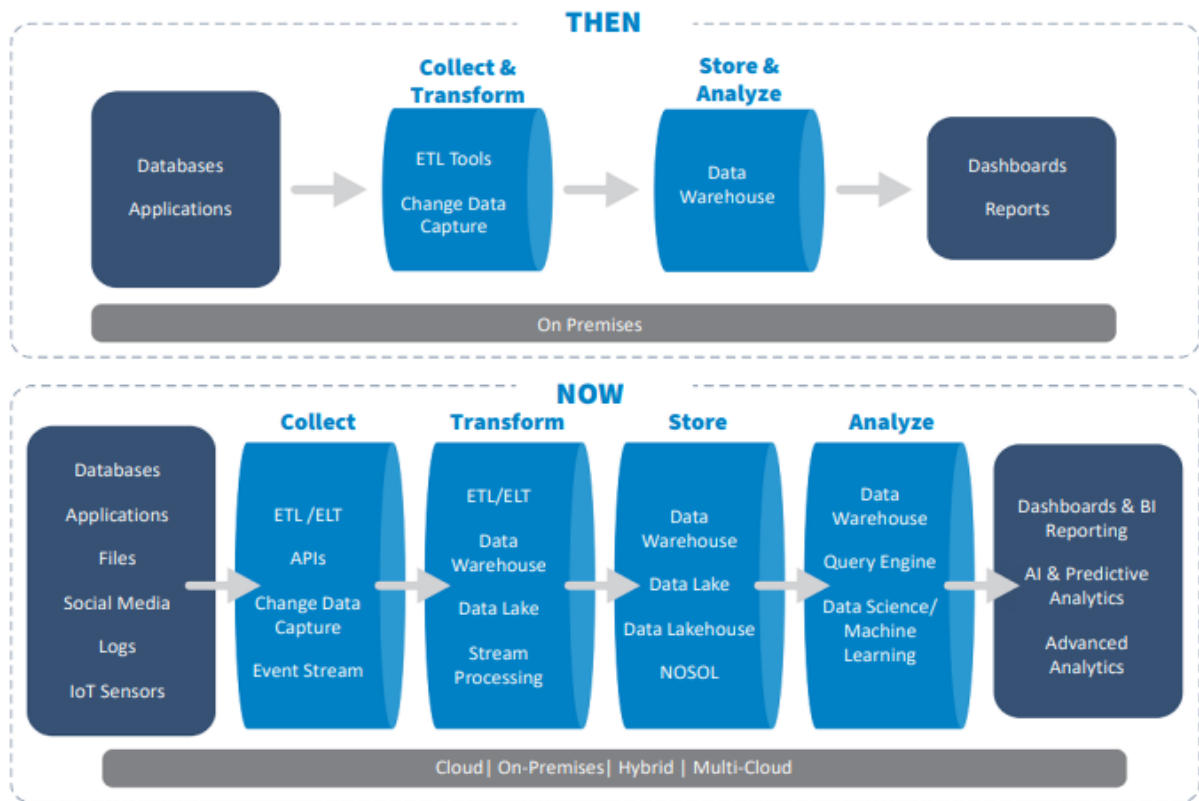 THEN
Collect &
Transform
Store &
Analyze
Databases
Applications
ETL Tools
Change Data
Capture
Data
Warehouse
Dashboards
Reports
On Premises
NOW
Collect
Transform
Store
Analyze
Databases
Applications
Files
Social Media
Logs
IoT Sensors
ETL /ELT
APIs
Change Data
Capture
Event Stream
ETL/ELT
Data
Warehouse
Data Lake
Stream
Processing
Data
Warehouse
Data Lake
Data Lakehouse
NOSOL
Data
Warehouse
Query Engine
Data Science/
Machine
Learning
Dashboards & BI
Reporting
AI & Predictive
Analytics
Advanced
Analytics
Cloud| On-Premises| Hybrid | Multi-Cloud